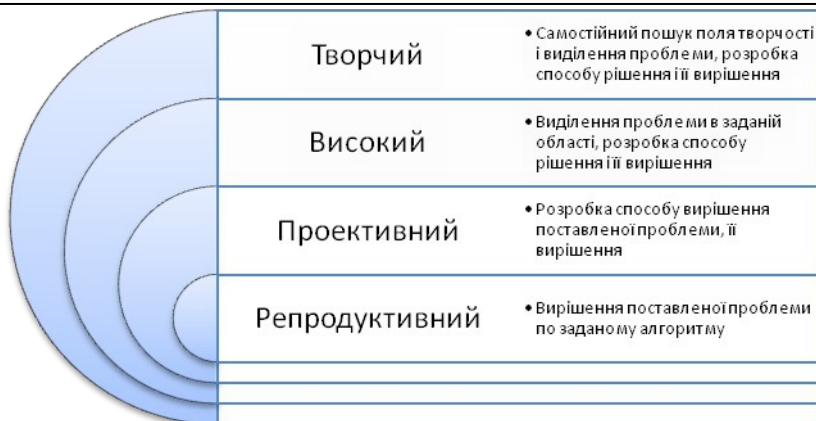 Творчий
• Самостійний пошук поля творчості
і виділення проблеми, розробка
способу рішення і її вирішення
Високий
• Виділення проблеми в заданій
області, розробка способу
рішення і її вирішення
Проективний
• Розробка способу вирішення
поставленої проблеми, її
вирішення
Репродуктивний
• Вирішення поставленої проблеми
по заданому алгоритму